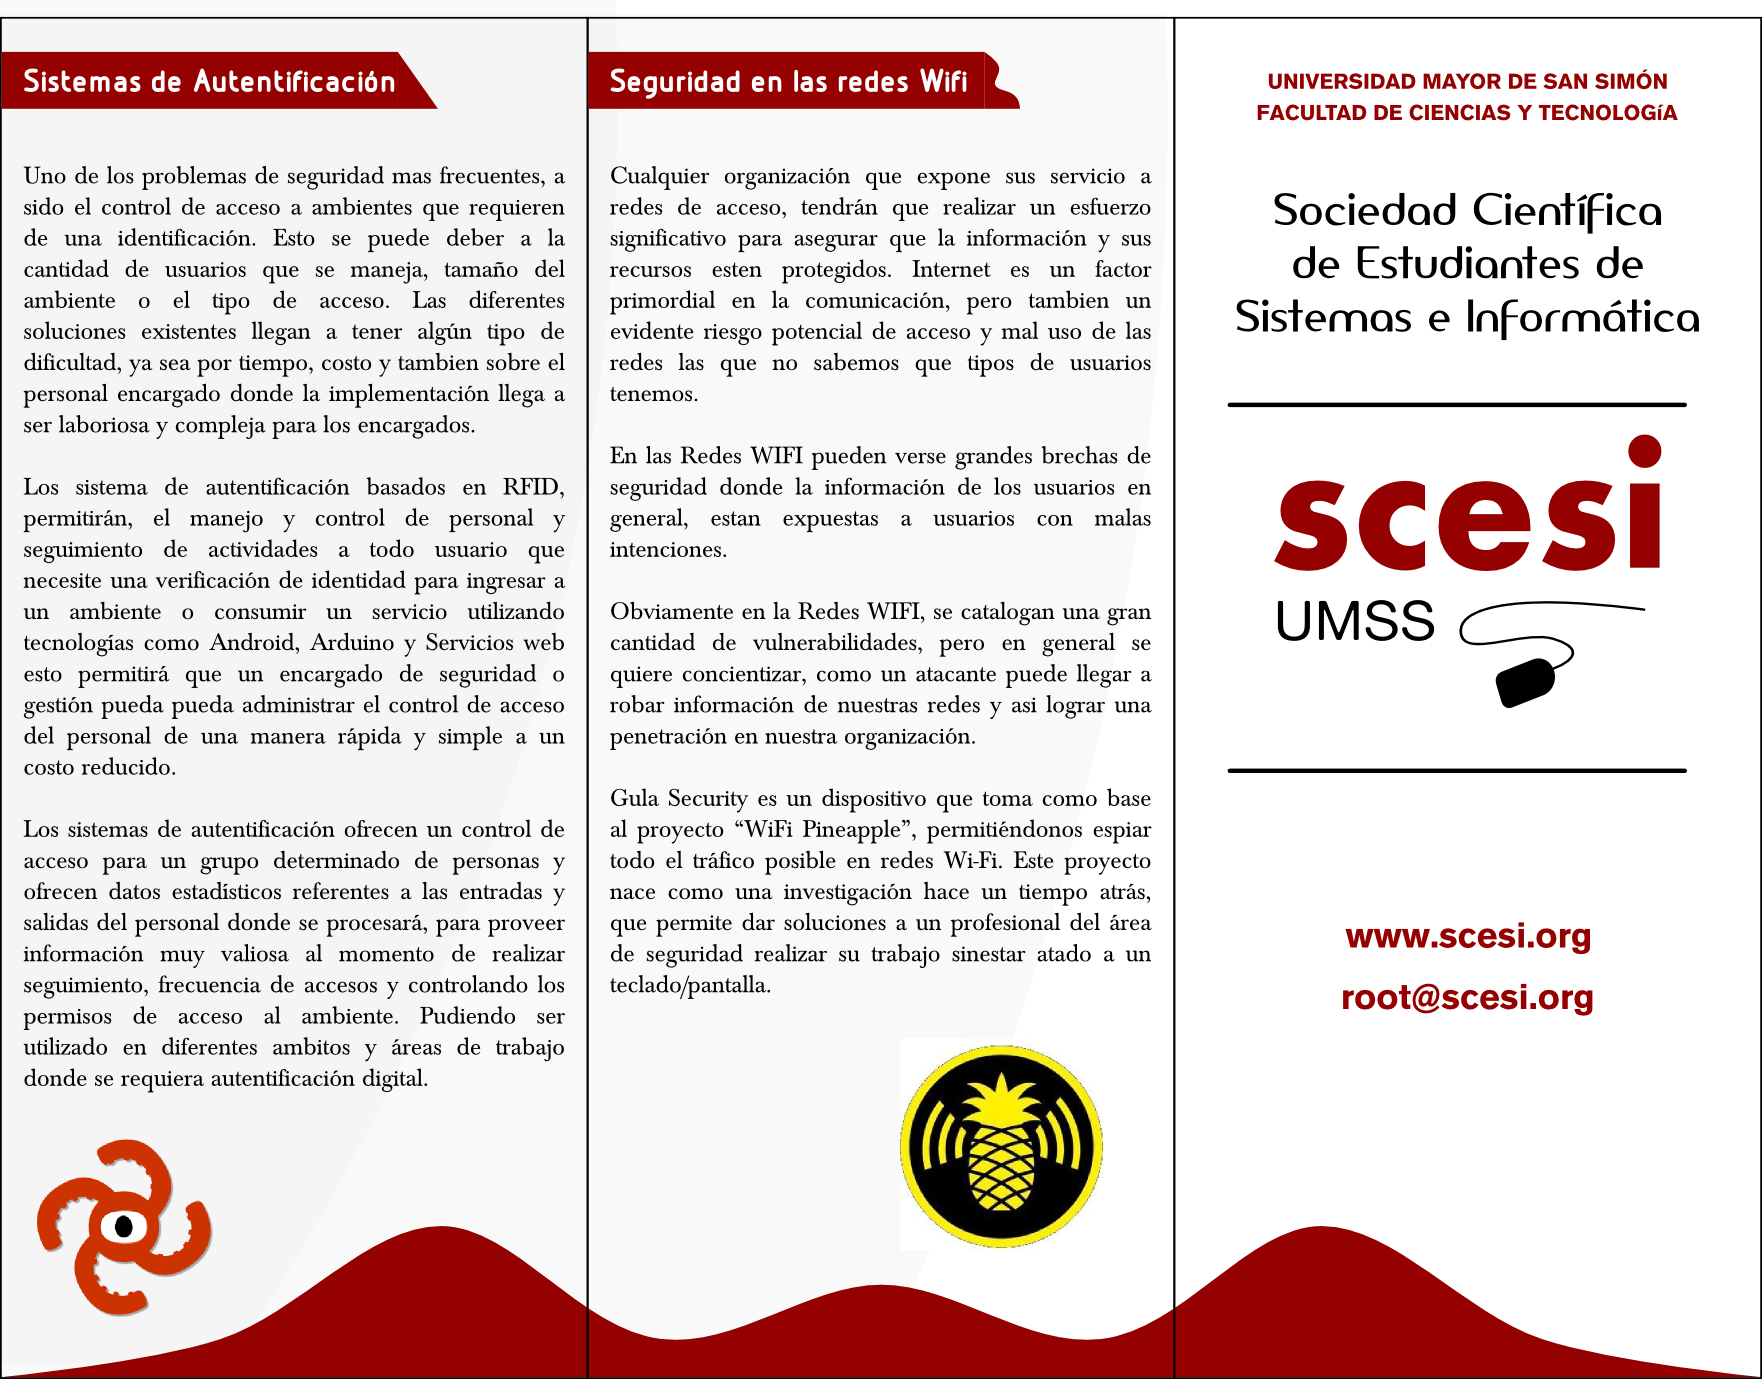 Sistemas de Autentificación
Uno de los problemas de seguridad mas frecuentes, a
sido el control de acceso a ambientes que requieren
de una identificación. Esto se puede deber a la
cantidad de usuarios que se maneja, tamaño del
ambiente o el tipo de acceso. Las diferentes
soluciones existentes llegan a tener algún tipo de
dificultad, ya sea por tiempo, costo y tambien sobre el
personal encargado donde la implementación llega a
ser laboriosa y compleja para los encargados.
Los sistema de autentificación basados en RFID,
permitirán, el manejo y control de personal y
seguimiento de actividades a todo usuario que
necesite una verificación de identidad para ingresar a
un ambiente o consumir un servicio utilizando
tecnologías como Android, Arduino y Servicios web
esto permitirá que un encargado de seguridad o
gestión pueda pueda administrar el control de acceso
del personal de una manera rápida y simple a un
costo reducido.
Los sistemas de autentificación ofrecen un control de
acceso para un grupo determinado de personas y
ofrecen datos estadísticos referentes a las entradas y
salidas del personal donde se procesará, para proveer
información muy valiosa al momento de realizar
seguimiento, frecuencia de accesos y controlando los
permisos de acceso al ambiente. Pudiendo ser
utilizado en diferentes ambitos y áreas de trabajo
donde se requiera autentificación digital.
Seguridad en las redes Wifi
Cualquier organización que expone sus servicio a
redes de acceso, tendrán que realizar un esfuerzo
significativo para asegurar que la información y sus
recursos esten protegidos. Internet es un factor
primordial en la comunicación, pero tambien un
evidente riesgo potencial de acceso y mal uso de las
redes las que no sabemos que tipos de usuarios
tenemos.
En las Redes WIFI pueden verse grandes brechas de
seguridad donde la información de los usuarios en
general, estan expuestas a usuarios con malas
intenciones.
Obviamente en la Redes WIFI, se catalogan una gran
cantidad de vulnerabilidades, pero en general se
quiere concientizar, como un atacante puede llegar a
robar información de nuestras redes y asi lograr una
penetración en nuestra organización.
Gula Security es un dispositivo que toma como base
al proyecto “WiFi Pineapple”, permitiéndonos espiar
todo el tráfico posible en redes Wi-Fi. Este proyecto
nace como una investigación hace un tiempo atrás,
que permite dar soluciones a un profesional del área
de seguridad realizar su trabajo sinestar atado a un
teclado/pantalla.
UNIVERSIDAD MAYOR DE SAN SIMÓN
FACULTAD DE CIENCIAS Y TECNOLOGíA
Sociedad Científica
de Estudiantes de
Sistemas e Informática
scesi
UMSS
www.scesi.org
root@scesi.org